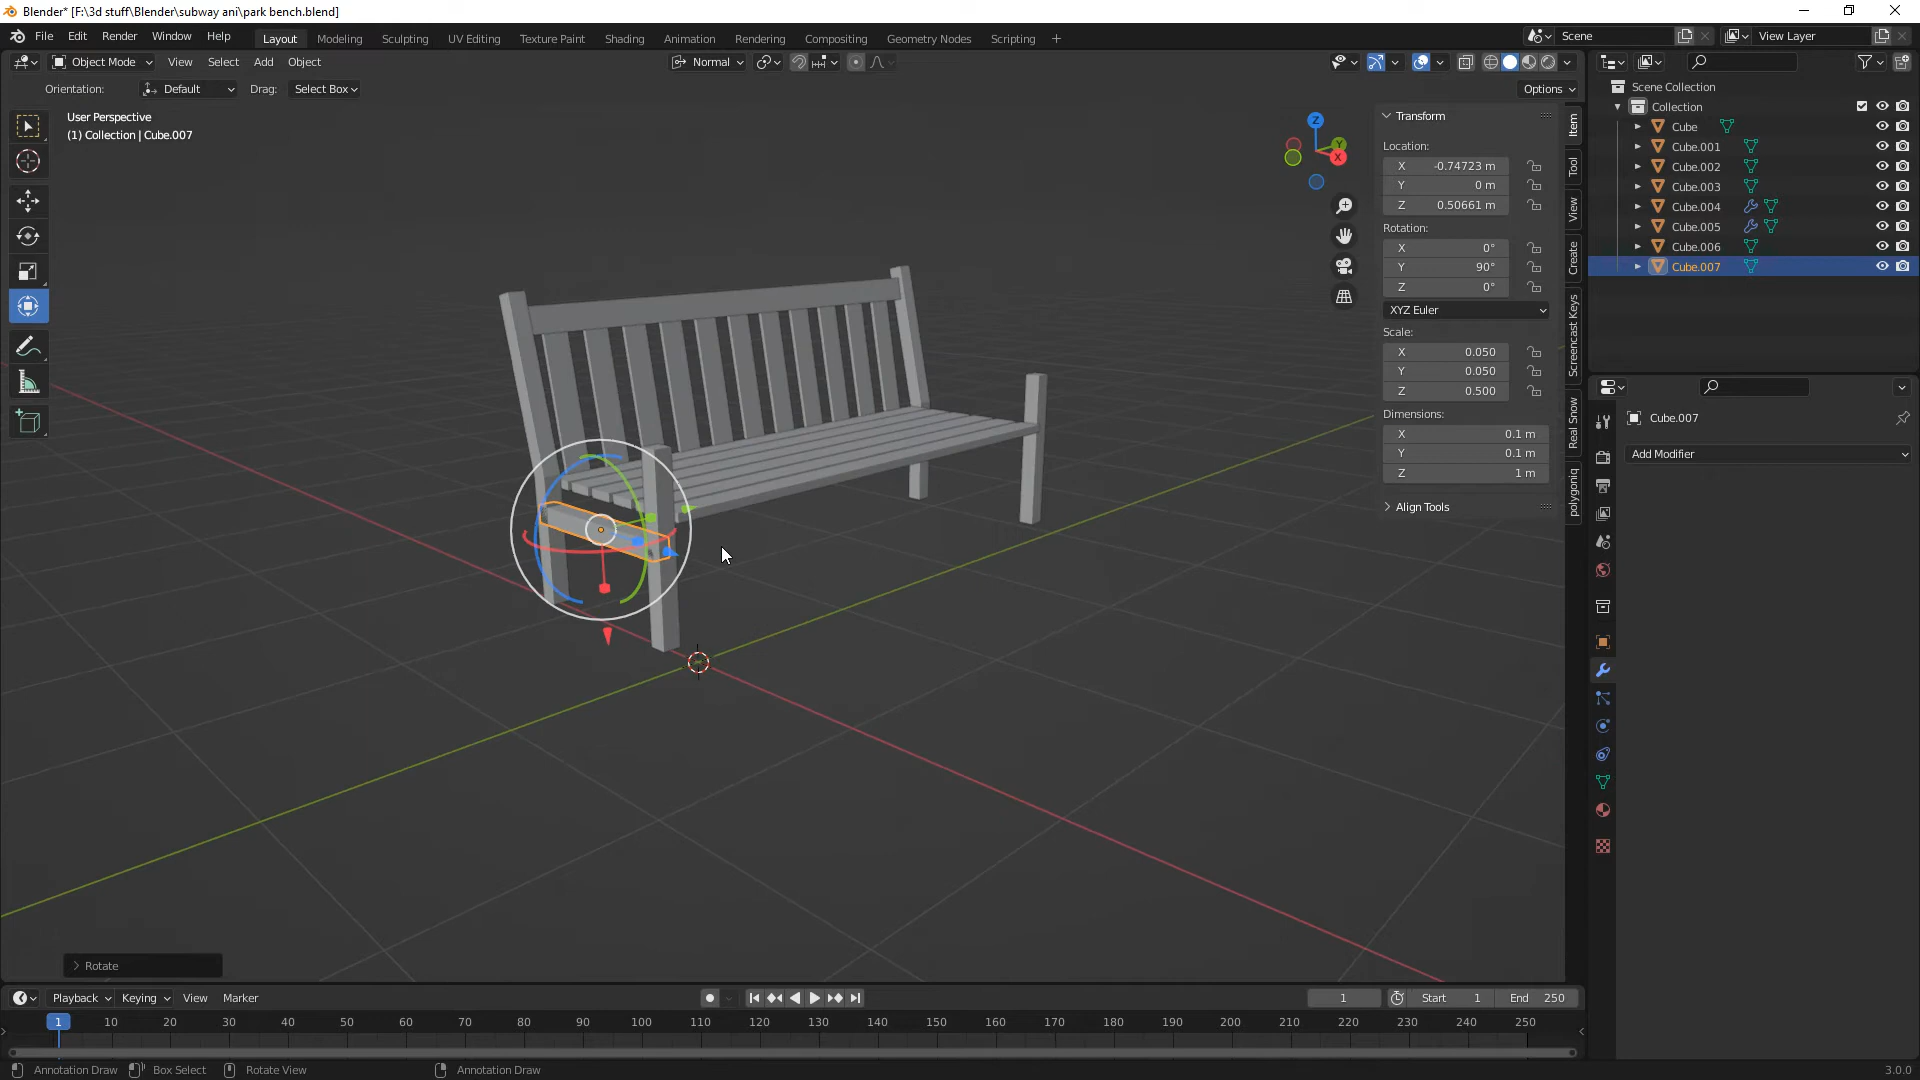 Blender* [F:\3d stuff\Blender\subway ani\park bench.blend]
File Edit Render Window Help Layout Modeling Sculpting UV Editing Texture Paint Shading Animation Rendering Compositing Geometry Nodes Scripting + Scene View Layer
Object Mode View Select Add Object Normal
Orientation: Default Drag: Select Box Options
User Perspective
(1) Collection | Cube.007
Z
Y
X
Transform
Location:
X -0.74723 m
Y 0 m
Z 0.50661 m
Rotation:
X 0°
Y 90°
Z 0°
XYZ Euler
Scale:
X 0.050
Y 0.050
Z 0.500
Dimensions:
X 0.1 m
Y 0.1 m
Z 1 m
Align Tools
Item
Tool
View
Create
Screencast Keys
Real Snow
polygoniq
Scene Collection
Collection
Cube
Cube.001
Cube.002
Cube.003
Cube.004
Cube.005
Cube.006
Cube.007
Cube.007
Add Modifier
Rotate
Playback Keying View Marker 1 Start 1 End 250
1 10 20 30 40 50 60 70 80 90 100 110 120 130 140 150 160 170 180 190 200 210 220 230 240 250
Annotation Draw Box Select Rotate View Annotation Draw 3.0.0